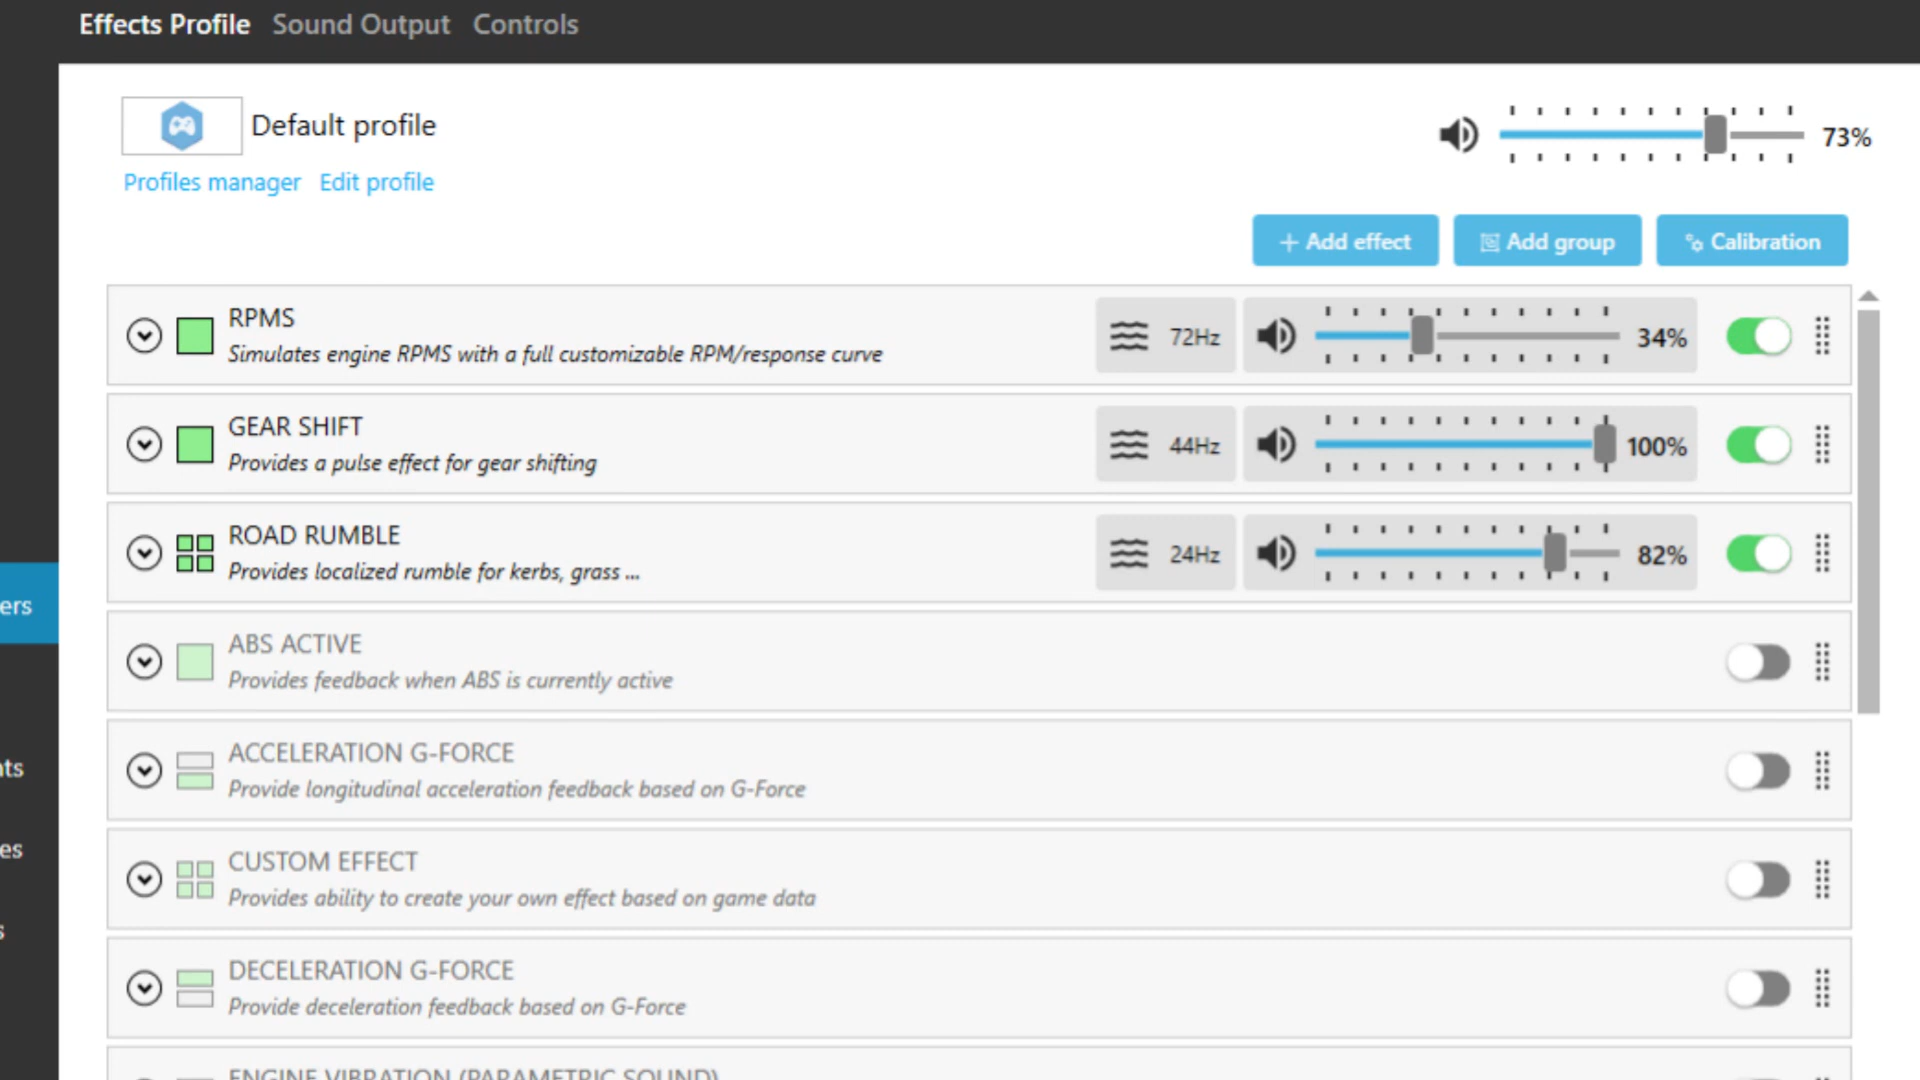 Effects Profile Sound Output Controls
Default profile
73%
Profiles manager Edit profile
+ Add effect Add group Calibration
RPMS
Simulates engine RPMS with a full customizable RPM/response curve
72Hz 34%
GEAR SHIFT
Provides a pulse effect for gear shifting
44Hz 100%
ROAD RUMBLE
Provides localized rumble for kerbs, grass ...
24Hz 82%
ers
ABS ACTIVE
Provides feedback when ABS is currently active
ACCELERATION G-FORCE
Provide longitudinal acceleration feedback based on G-Force
nts
CUSTOM EFFECT
Provides ability to create your own effect based on game data
es
s
DECELERATION G-FORCE
Provide deceleration feedback based on G-Force
ENGINE VIBRATION (PARAMETRIC SOUND)